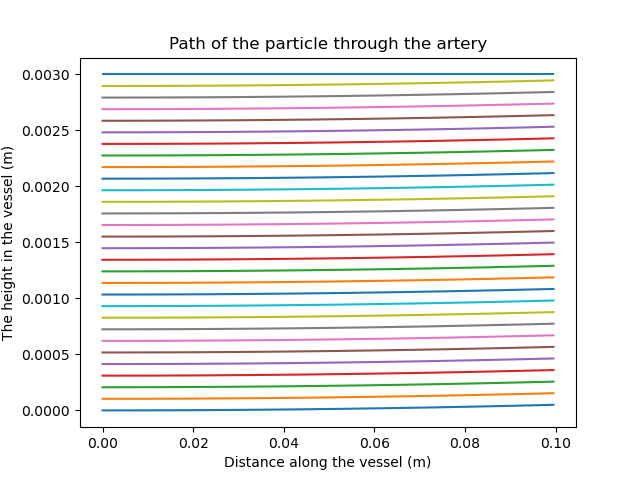 Path of the particle through the artery
The height in the vessel (m)
0.0030
0.0025
0.0020
0.0015
0.0010
0.0005
0.0000
0.00 0.02 0.04 0.06 0.08 0.10
Distance along the vessel (m)